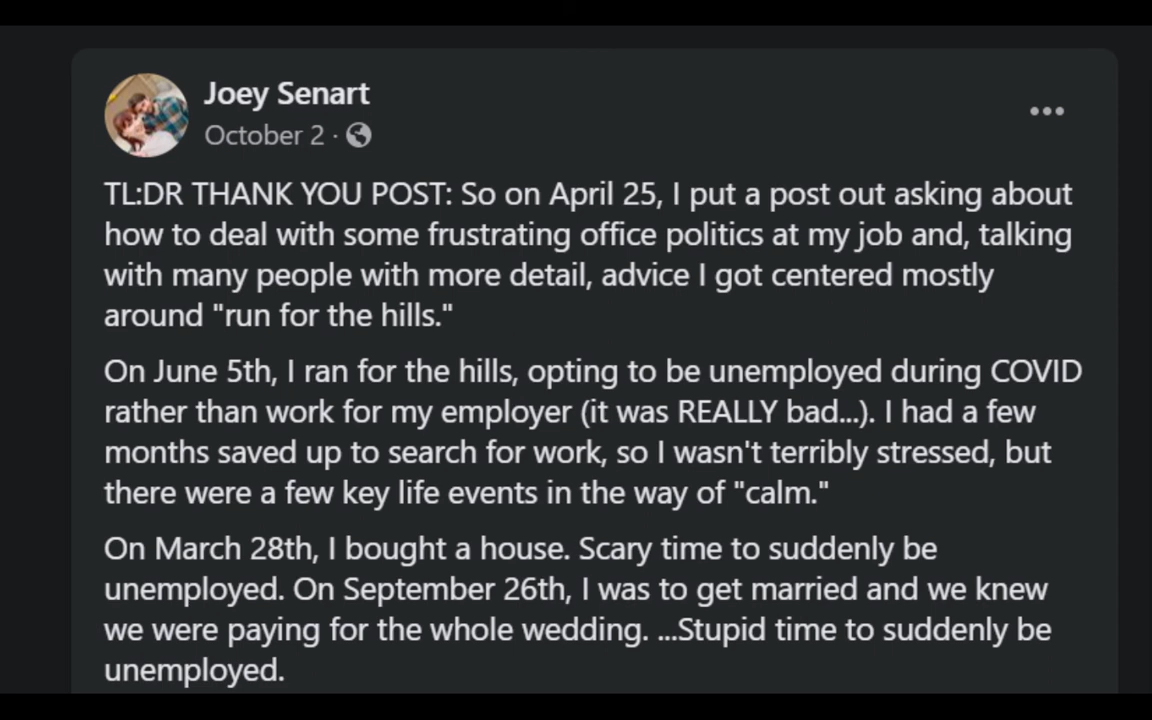 Joey Senart
October 2 ·
TL:DR THANK YOU POST: So on April 25, I put a post out asking about
how to deal with some frustrating office politics at my job and, talking
with many people with more detail, advice I got centered mostly
around "run for the hills."
On June 5th, I ran for the hills, opting to be unemployed during COVID
rather than work for my employer (it was REALLY bad...). I had a few
months saved up to search for work, so I wasn't terribly stressed, but
there were a few key life events in the way of "calm."
On March 28th, I bought a house. Scary time to suddenly be
unemployed. On September 26th, I was to get married and we knew
we were paying for the whole wedding. ...Stupid time to suddenly be
unemployed.